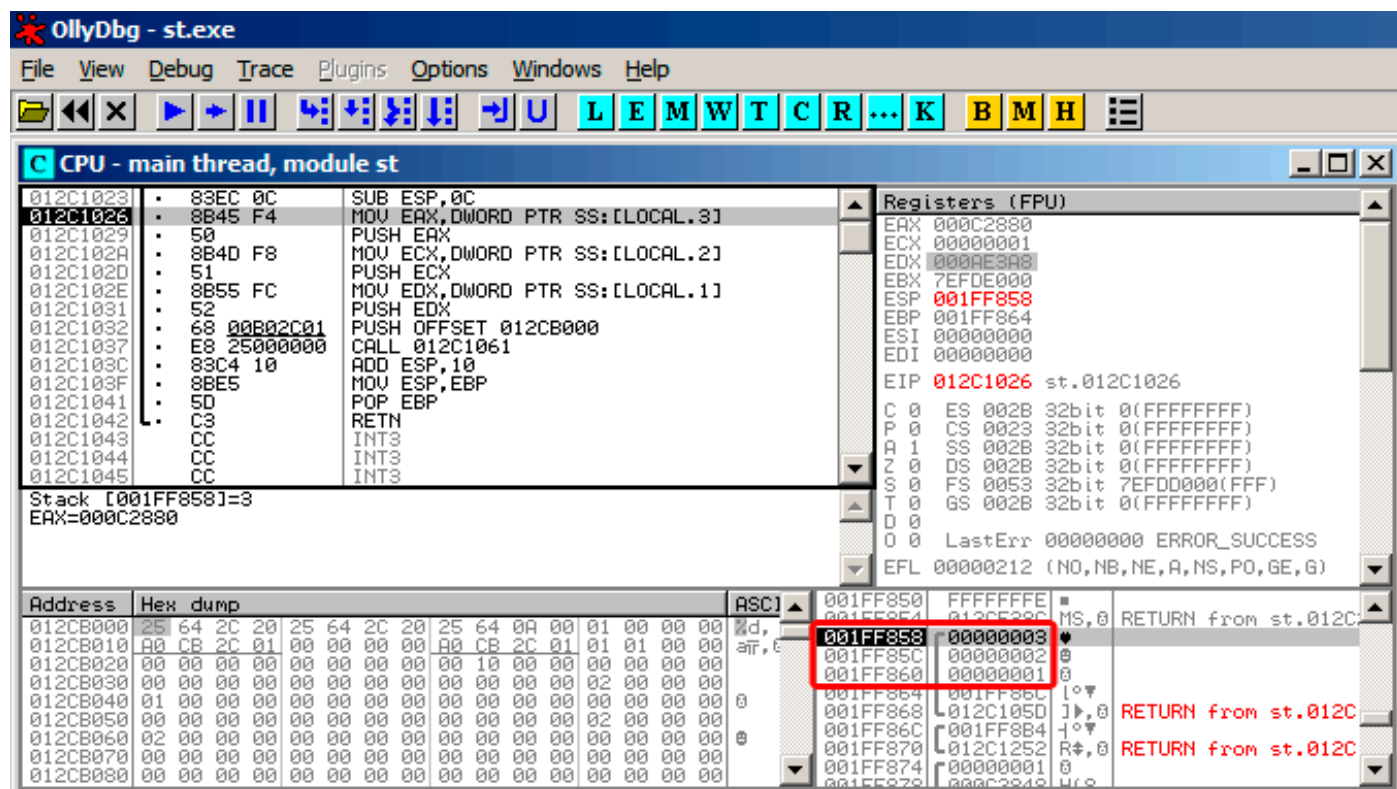 OllyDbg - st.exe
File View Debug Trace Plugins Options Windows Help
L E M W T C R ... K B M H
C CPU - main thread, module st
012C1023 · 83EC 0C SUB ESP,0C
012C1026 · 8B45 F4 MOV EAX,DWORD PTR SS:[LOCAL.3]
012C1029 · 50 PUSH EAX
012C102A · 8B4D F8 MOV ECX,DWORD PTR SS:[LOCAL.2]
012C102D · 51 PUSH ECX
012C102E · 8B55 FC MOV EDX,DWORD PTR SS:[LOCAL.1]
012C1031 · 52 PUSH EDX
012C1032 · 68 00B02C01 PUSH OFFSET 012CB000
012C1037 · E8 25000000 CALL 012C1061
012C103C · 83C4 10 ADD ESP,10
012C103F · 8BE5 MOV ESP,EBP
012C1041 · 5D POP EBP
012C1042 · C3 RETN
012C1043 CC INT3
012C1044 CC INT3
012C1045 CC INT3
Stack [001FF858]=3
EAX=000C2880
Registers (FPU)
EAX 000C2880
ECX 00000001
EDX 000AE3A8
EBX 7EFDE000
ESP 001FF858
EBP 001FF864
ESI 00000000
EDI 00000000
EIP 012C1026 st.012C1026
C 0 ES 002B 32bit 0(FFFFFFFF)
P 0 CS 0023 32bit 0(FFFFFFFF)
A 1 SS 002B 32bit 0(FFFFFFFF)
Z 0 DS 002B 32bit 0(FFFFFFFF)
S 0 FS 0053 32bit 7EFDD000(FFF)
T 0 GS 002B 32bit 0(FFFFFFFF)
D 0
O 0 LastErr 00000000 ERROR_SUCCESS
EFL 00000212 (NO,NB,NE,A,NS,PO,GE,G)
Address Hex dump ASCI
012CB000 25 64 2C 20 25 64 2C 20 25 64 0A 00 01 00 00 00 %d,
012CB010 A0 CB 2C 01 00 00 00 00 A0 CB 2C 01 01 01 00 00
012CB020 00 00 00 00 00 00 00 00 00 10 00 00 00 00 00 00
012CB030 00 00 00 00 00 00 00 00 00 00 00 00 02 00 00 00
012CB040 01 00 00 00 00 00 00 00 00 00 00 00 00 00 00 00
012CB050 00 00 00 00 00 00 00 00 00 00 00 00 02 00 00 00
012CB060 02 00 00 00 00 00 00 00 00 00 00 00 00 00 00 00
012CB070 00 00 00 00 00 00 00 00 00 00 00 00 00 00 00 00
012CB080 00 00 00 00 00 00 00 00 00 00 00 00 00 00 00 00
001FF850 FFFFFFFE
RETURN from st.012C
001FF858 00000003 ♥
001FF85C 00000002 ☻
001FF860 00000001 ☺
001FF864 001FF86C
001FF868 012C105D RETURN from st.012C
001FF86C 001FF8B4
001FF870 012C1252 RETURN from st.012C
001FF874 00000001 ☺